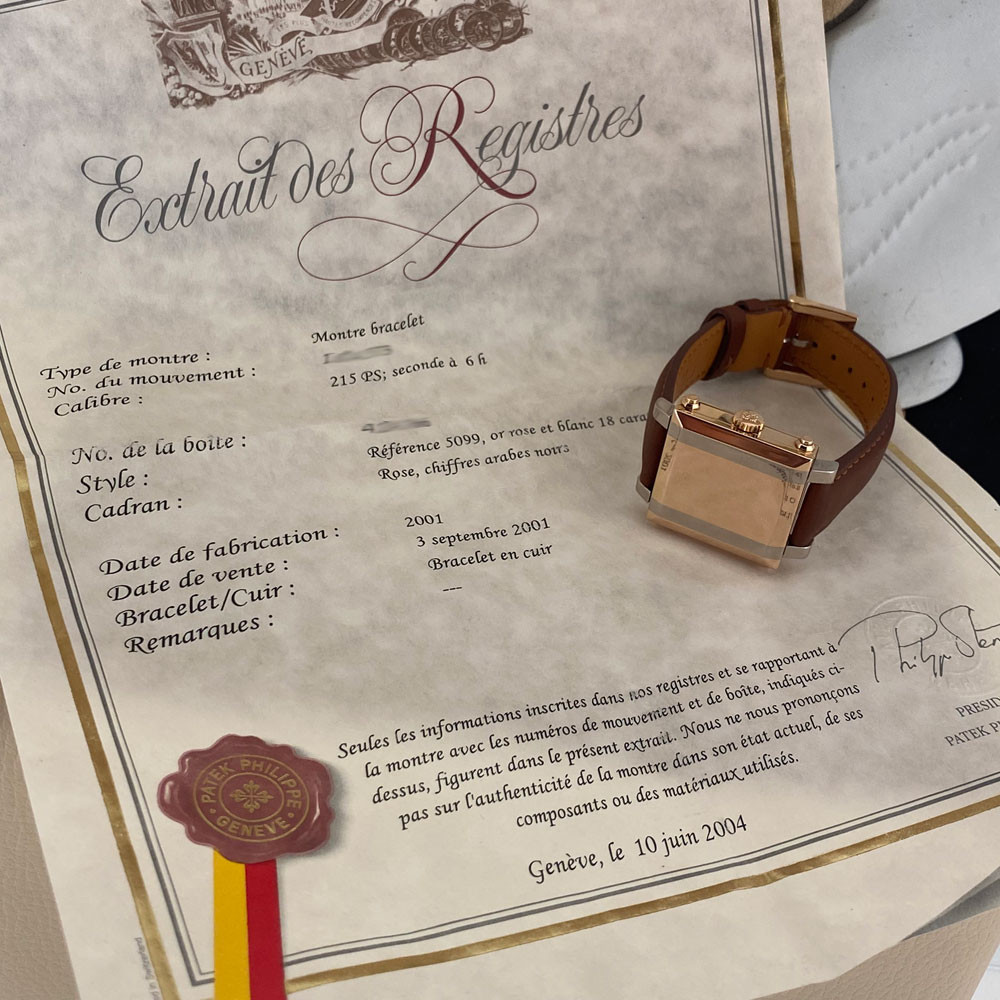 GENÈVE
Extrait des Registres
Type de montre : Montre bracelet
No. du mouvement :
Calibre : 215 PS; seconde à 6 h
No. de la boîte :
Style : Référence 5099, or rose et blanc 18 cara
Cadran : Rose, chiffres arabes noirs
Date de fabrication : 2001
Date de vente : 3 septembre 2001
Bracelet/Cuir : Bracelet en cuir
Remarques : ---
Seules les informations inscrites dans nos registres et se rapportant à
la montre avec les numéros de mouvement et de boîte, indiqués ci-
dessus, figurent dans le présent extrait. Nous ne nous prononçons
pas sur l'authenticité de la montre dans son état actuel, de ses
composants ou des matériaux utilisés.
Genève, le 10 juin 2004
PRESID
PATEK P
PATEK PHILIPPE
GENEVE